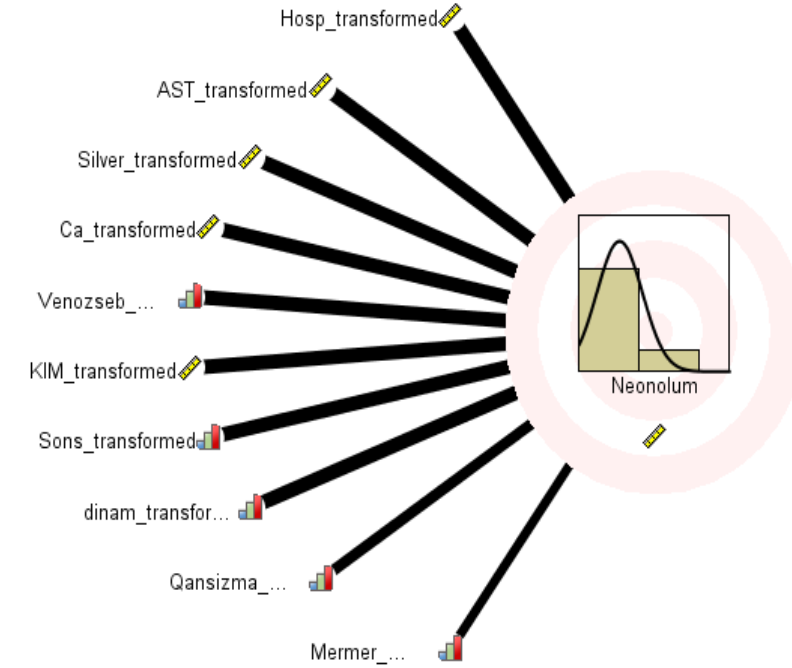 Hosp_transformed
AST_transformed
Silver_transformed
Ca_transformed
Venozseb_...
KIM_transformed
Neonolum
Sons_transformed
dinam_transfor...
Qansizma_...
Mermer_...